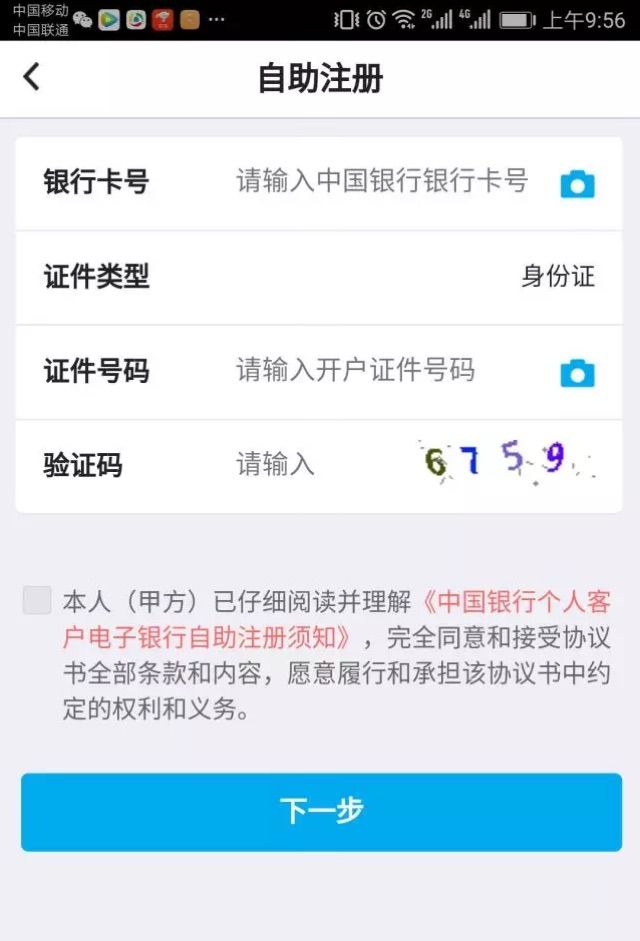 中国移动
中国联通
2G 4G 上午9:56
自助注册
银行卡号 请输入中国银行银行卡号
证件类型 身份证
证件号码 请输入开户证件号码
验证码 请输入 6759
本人（甲方）已仔细阅读并理解《中国银行个人客
户电子银行自助注册须知》，完全同意和接受协议
书全部条款和内容，愿意履行和承担该协议书中约
定的权利和义务。
下一步